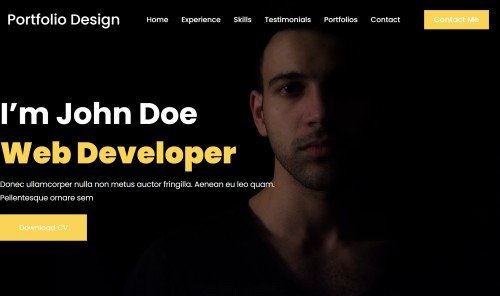 Portfolio Design
Home Experience Skills Testimonials Portfolios Contact
Contact Me
I'm John Doe
Web Developer
Donec ullamcorper nulla non metus auctor fringilla. Aenean eu leo quam.
Pellentesque ornare sem
Download CV